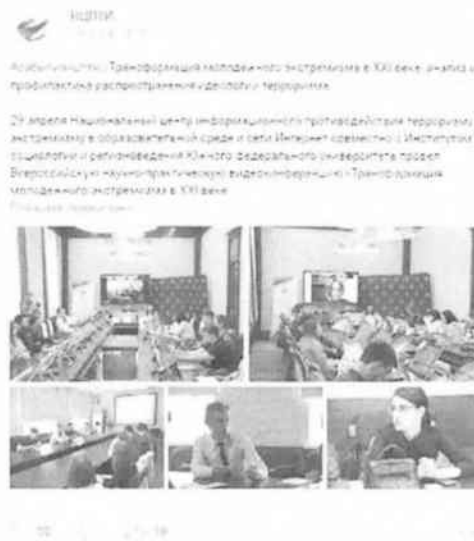 НЦПТИ
Трансформация молодежного экстремизма в XXI веке: анализ и
профилактика распространения идеологии терроризма
29 апреля Национальный центр информационного противодействия терроризму
экстремизму в образовательной среде и сети Интернет совместно с Институтом
социологии и регионоведения Южного федерального университета провел
Всероссийскую научно-практическую видеоконференцию «Трансформация
молодежного экстремизма в XXI веке